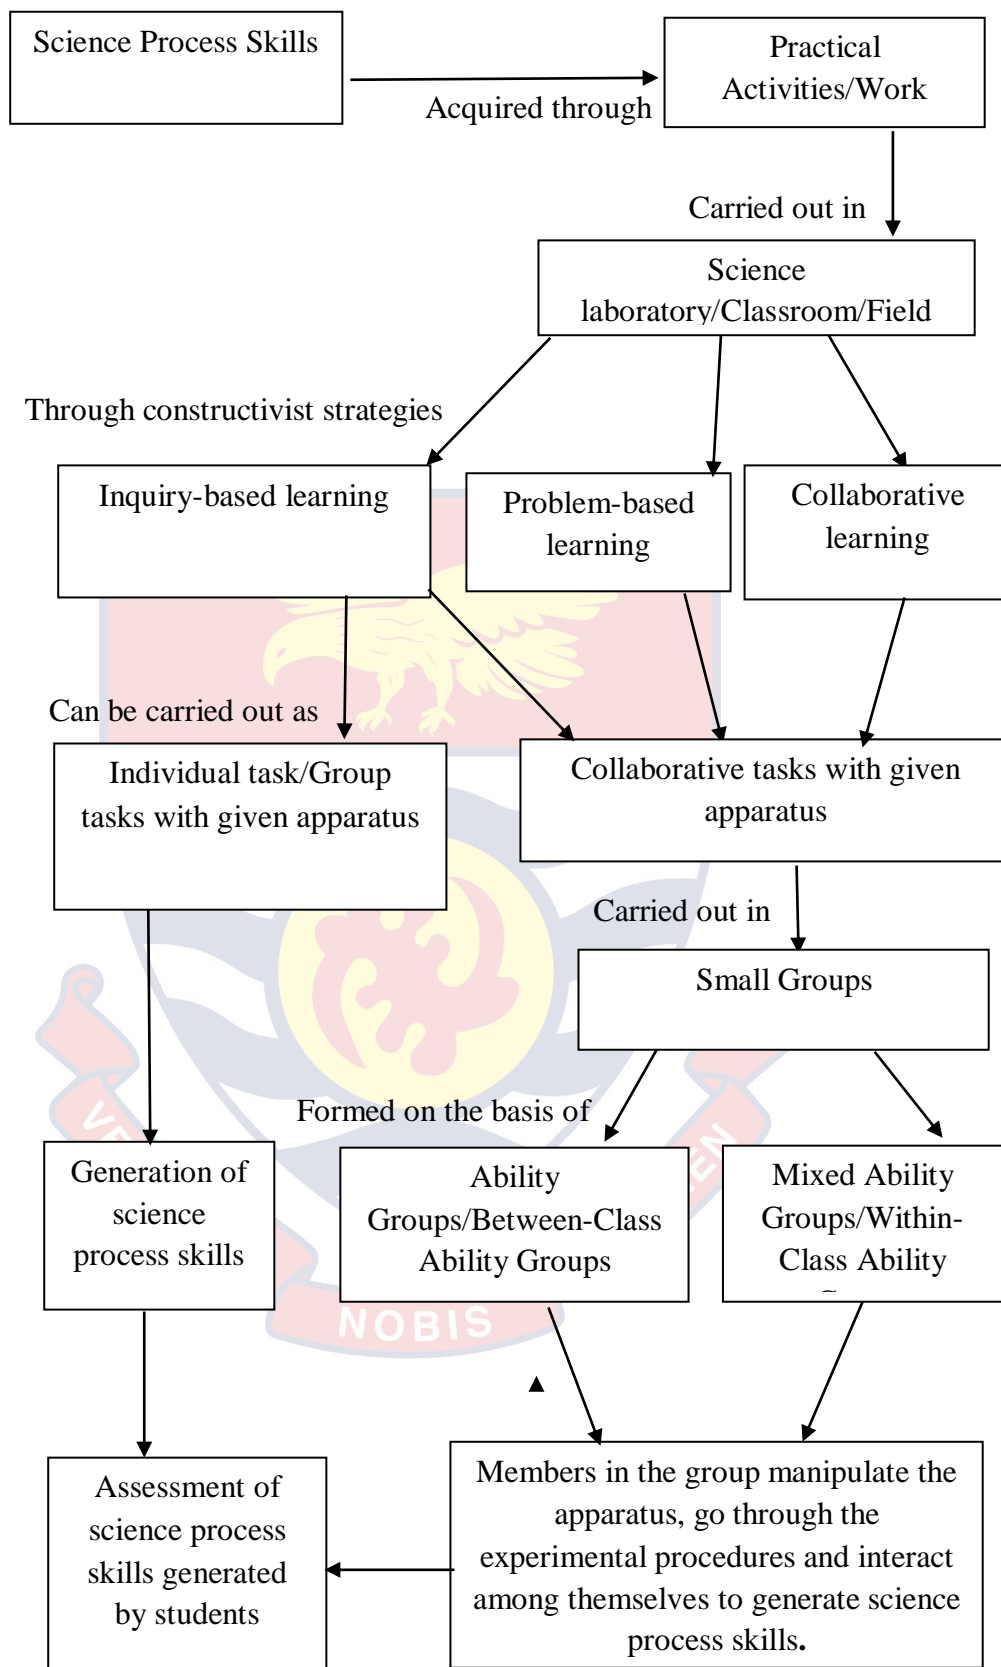 Science Process Skills
Practical
Activities/Work
Acquired through
Carried out in
Science
laboratory/Classroom/Field
Through constructivist strategies
Inquiry-based learning
Problem-based
learning
Collaborative
learning
Can be carried out as
Individual task/Group
tasks with given apparatus
Collaborative tasks with given
apparatus
Carried out in
Small Groups
Formed on the basis of
Generation of
science
process skills
Ability
Groups/Between-Class
Ability Groups
Mixed Ability
Groups/Within-
Class Ability
NOBIS
Assessment of
science process
skills generated
by students
Members in the group manipulate the
apparatus, go through the
experimental procedures and interact
among themselves to generate science
process skills.